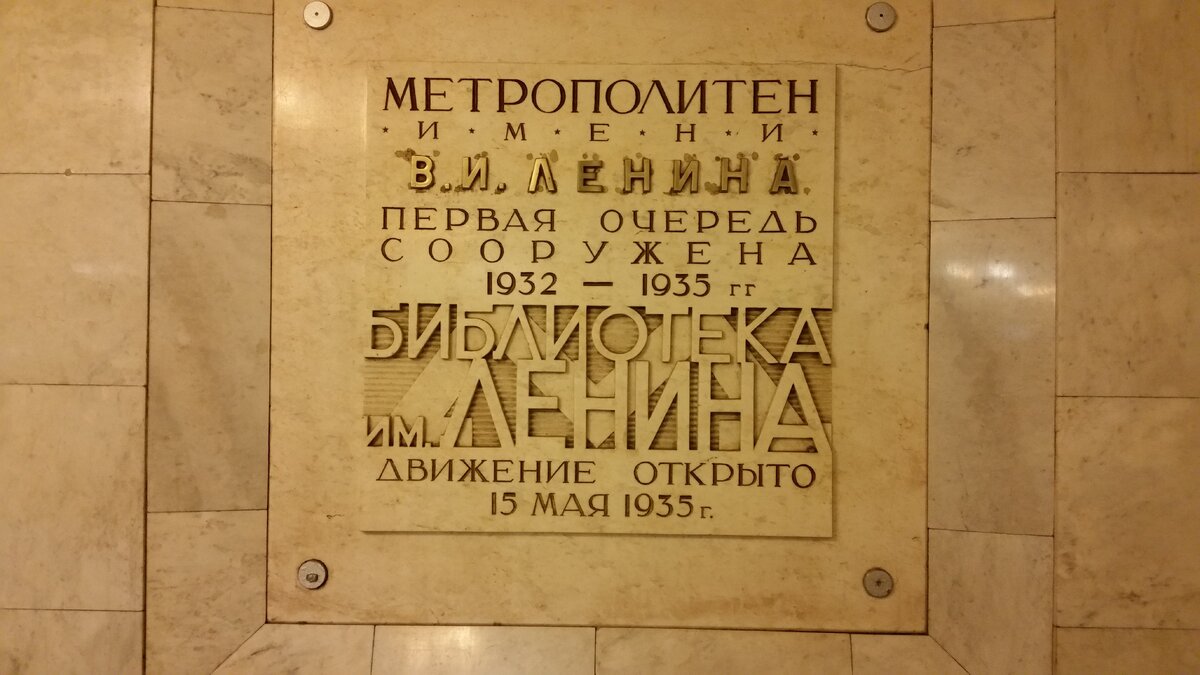 МЕТРОПОЛИТЕН
· И · М · Е · Н · И ·
В.И. ЛЕНИНА
ПЕРВАЯ ОЧЕРЕДЬ
СООРУЖЕНА
1932 — 1935 гг
БИБЛИОТЕКА
ИМ. ЛЕНИНА
ДВИЖЕНИЕ ОТКРЫТО
15 МАЯ 1935 г.